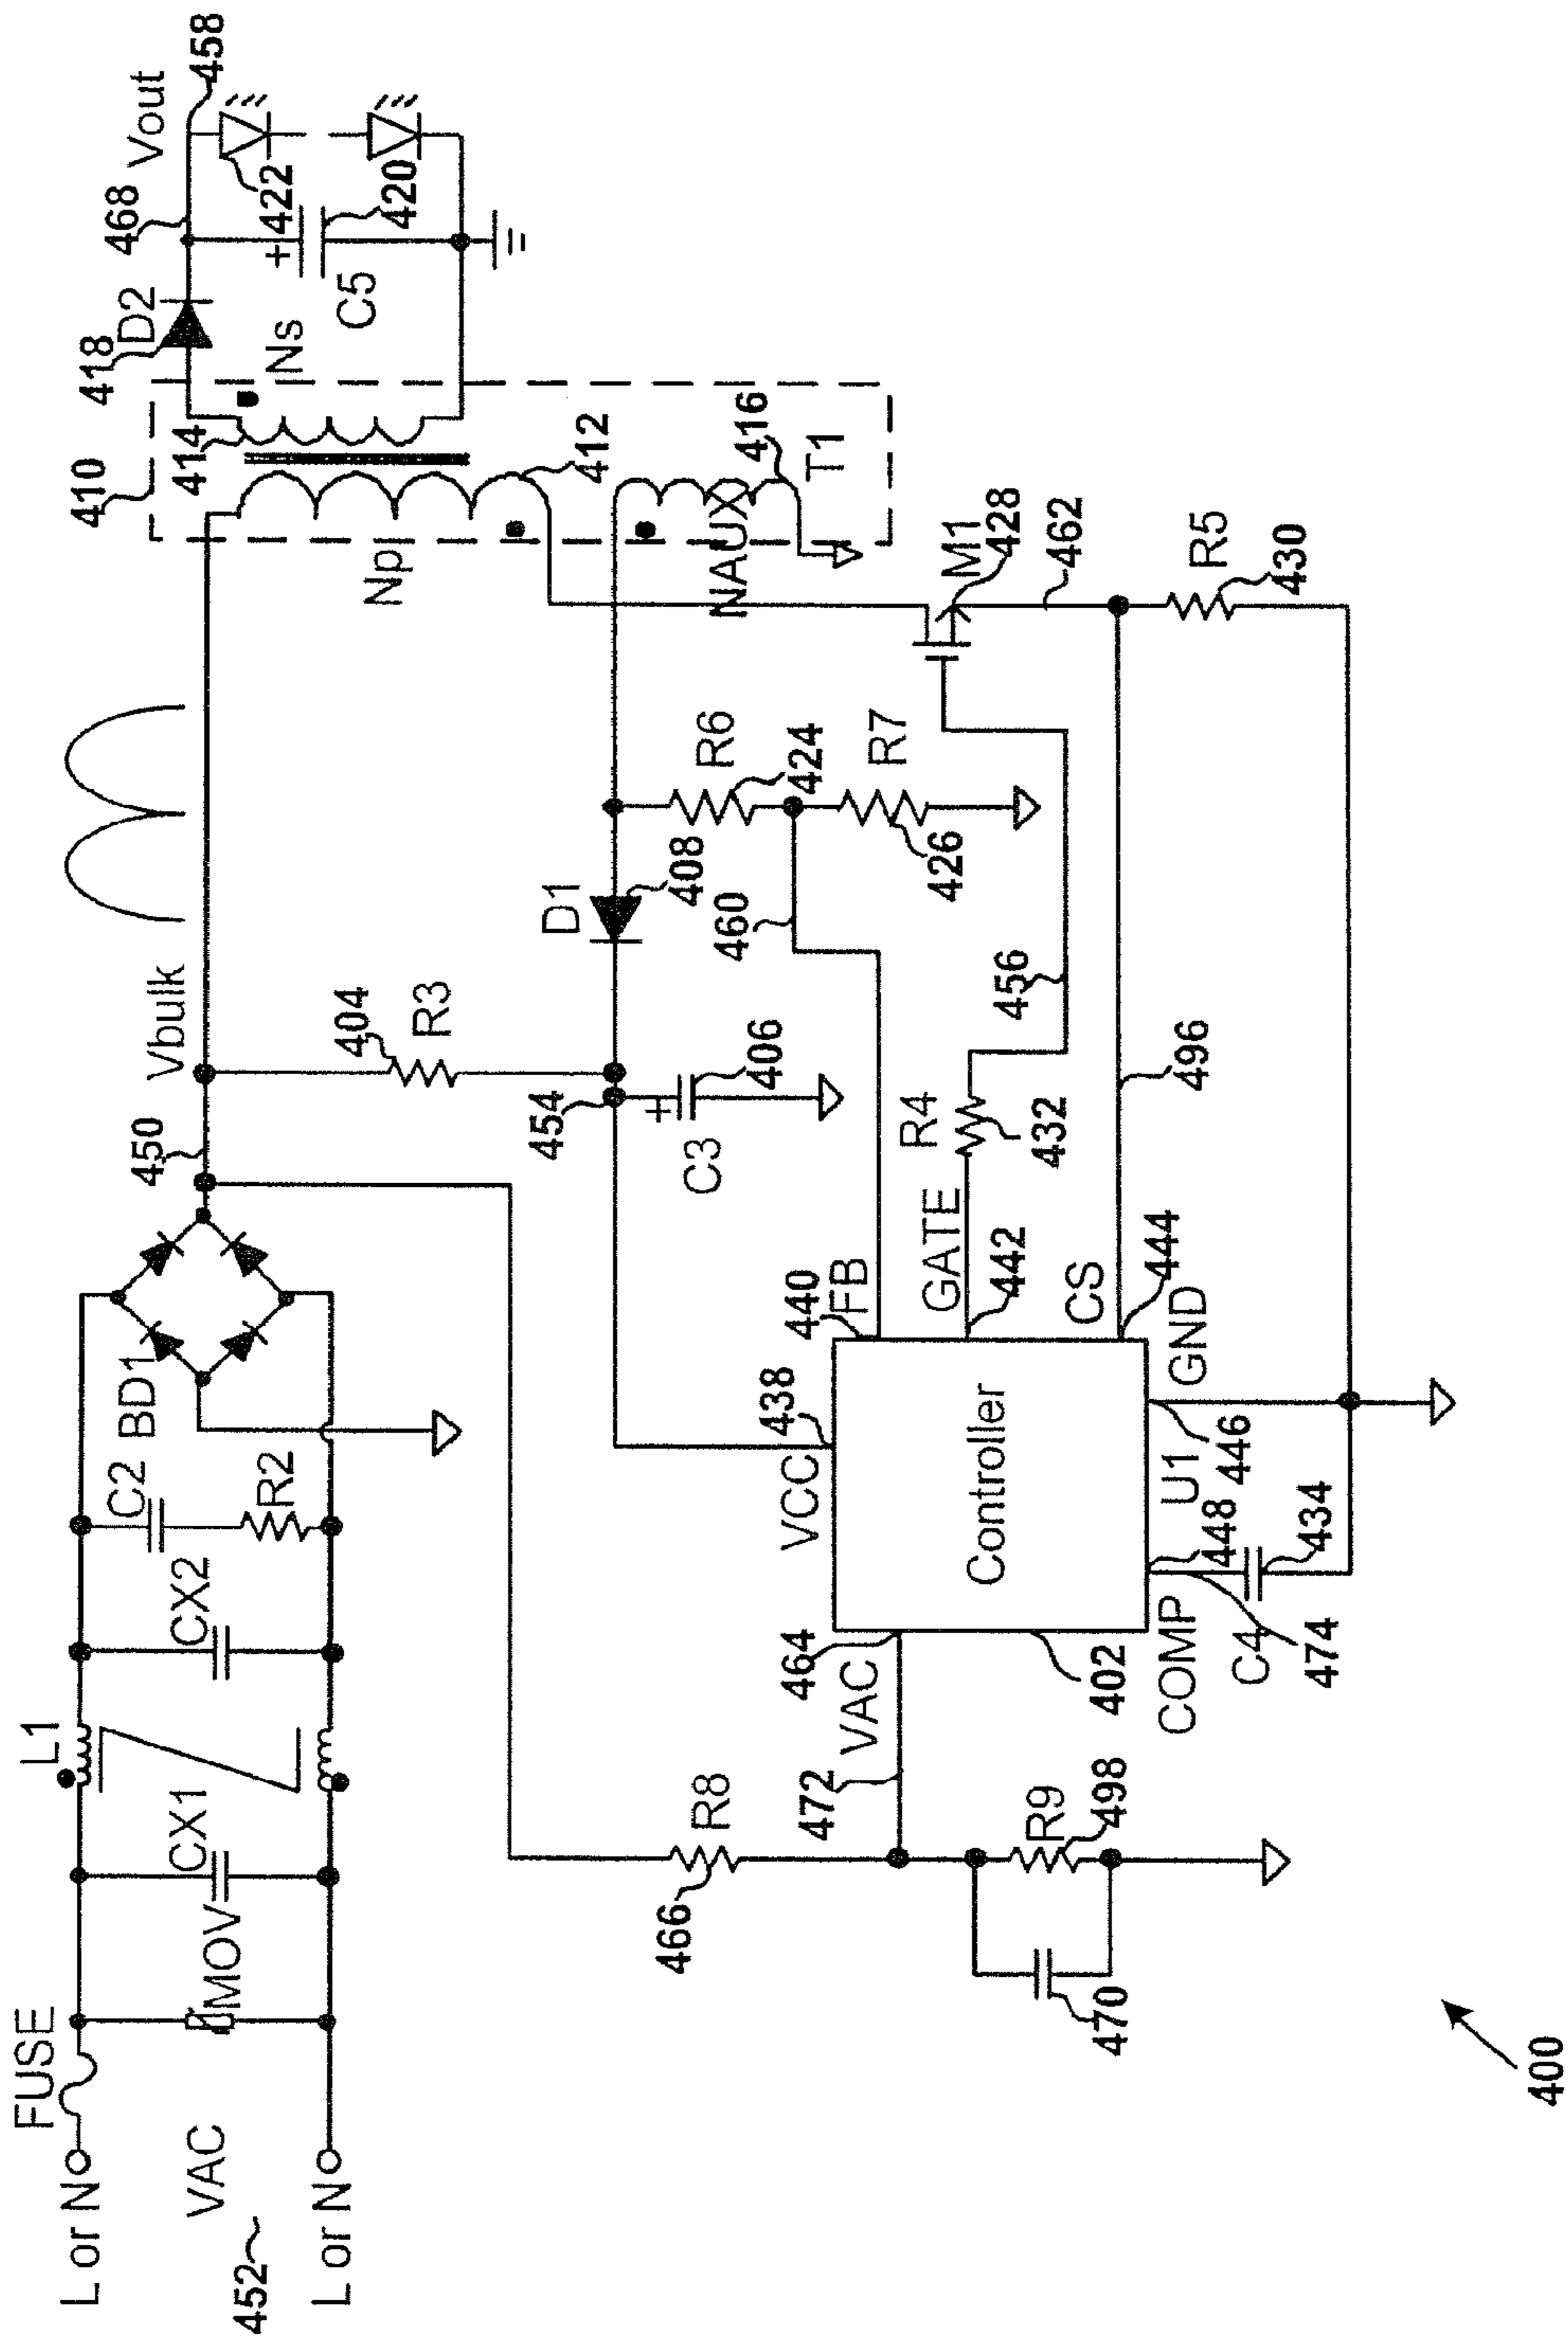 FUSE
L1
L or N
VAC
452
L or N
MOV
CX1
CX2
C2
R2
BD1
450
Vbulk
404
R3
454
C3
406
D1
408
R6
424
R7
426
460
Np
410
414
412
Ns
416
NAUX
T1
418
D2
468
Vout
458
422
420
C5
M1
428
462
R5
430
456
R4
432
496
438
VCC
440
FB
GATE
442
CS
444
GND
446
U1
448
Controller
464
VAC
402
COMP
C4
434
474
472
R8
466
R9
498
470
400